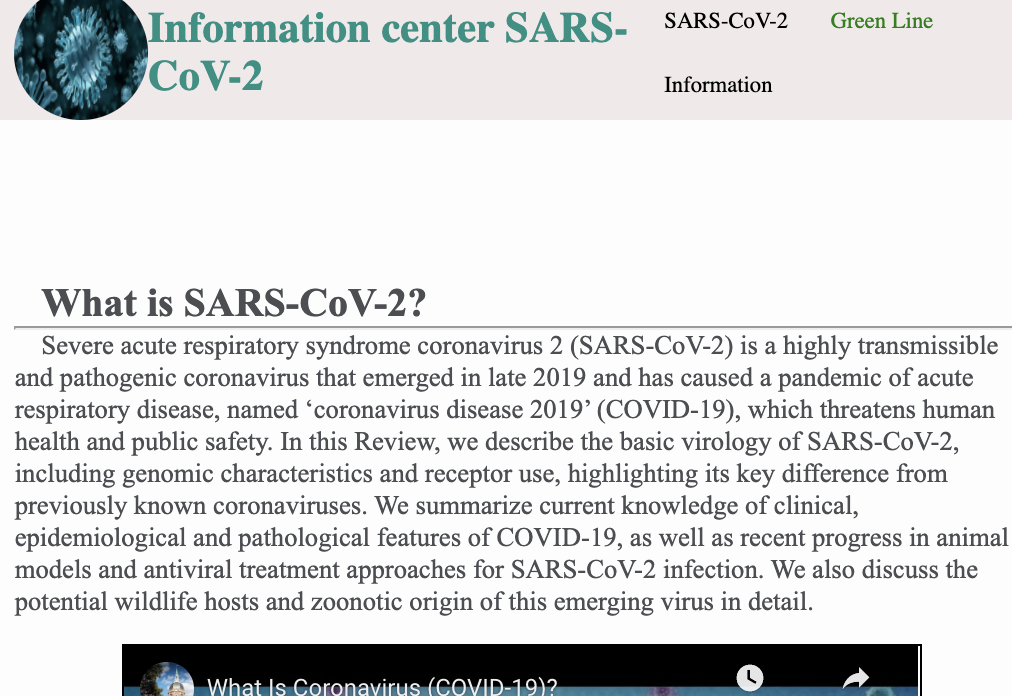 Information center SARS-
CoV-2
SARS-CoV-2
Green Line
Information
What is SARS-CoV-2?
Severe acute respiratory syndrome coronavirus 2 (SARS-CoV-2) is a highly transmissible
and pathogenic coronavirus that emerged in late 2019 and has caused a pandemic of acute
respiratory disease, named ‘coronavirus disease 2019’ (COVID-19), which threatens human
health and public safety. In this Review, we describe the basic virology of SARS-CoV-2,
including genomic characteristics and receptor use, highlighting its key difference from
previously known coronaviruses. We summarize current knowledge of clinical,
epidemiological and pathological features of COVID-19, as well as recent progress in animal
models and antiviral treatment approaches for SARS-CoV-2 infection. We also discuss the
potential wildlife hosts and zoonotic origin of this emerging virus in detail.
What Is Coronavirus (COVID-19)?